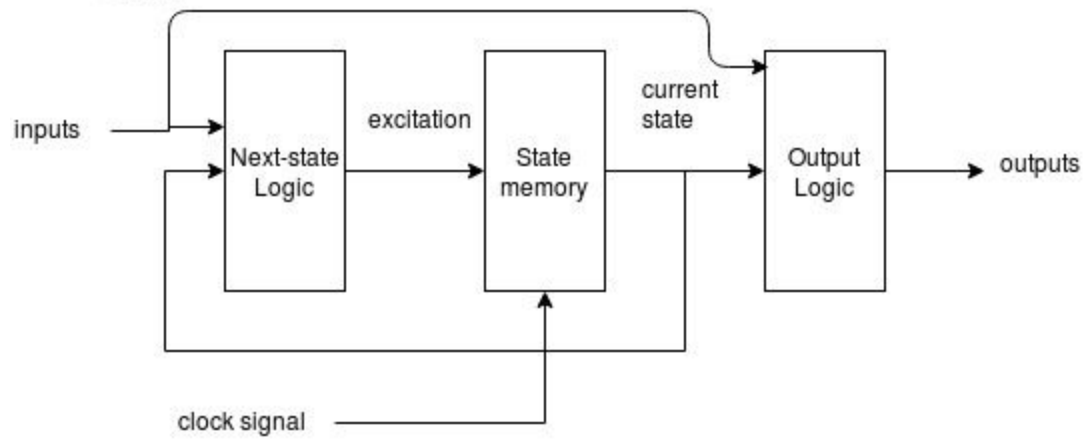 inputs
Next-state
Logic
excitation
State
memory
current
state
Output
Logic
outputs
clock signal